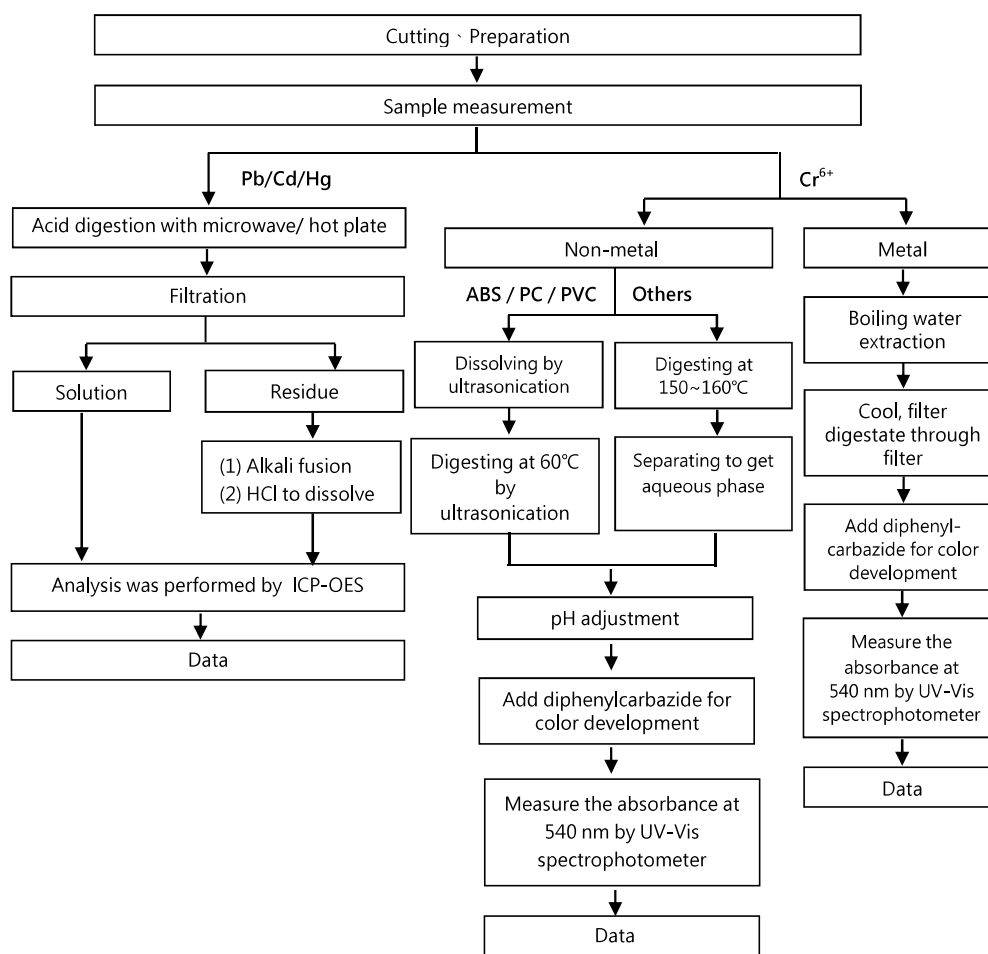 Cutting、Preparation
Sample measurement
Pb/Cd/Hg
Cr⁶⁺
Acid digestion with microwave/ hot plate
Filtration
Solution
Residue
(1) Alkali fusion
(2) HCl to dissolve
Analysis was performed by ICP-OES
Data
Non-metal
ABS / PC / PVC
Others
Dissolving by
ultrasonication
Digesting at
150~160℃
Digesting at 60℃
by
ultrasonication
Separating to get
aqueous phase
pH adjustment
Add diphenylcarbazide for
color development
Measure the absorbance at
540 nm by UV-Vis
spectrophotometer
Data
Metal
Boiling water
extraction
Cool, filter
digestate through
filter
Add diphenyl-
carbazide for color
development
Measure the
absorbance at
540 nm by UV-Vis
spectrophotometer
Data